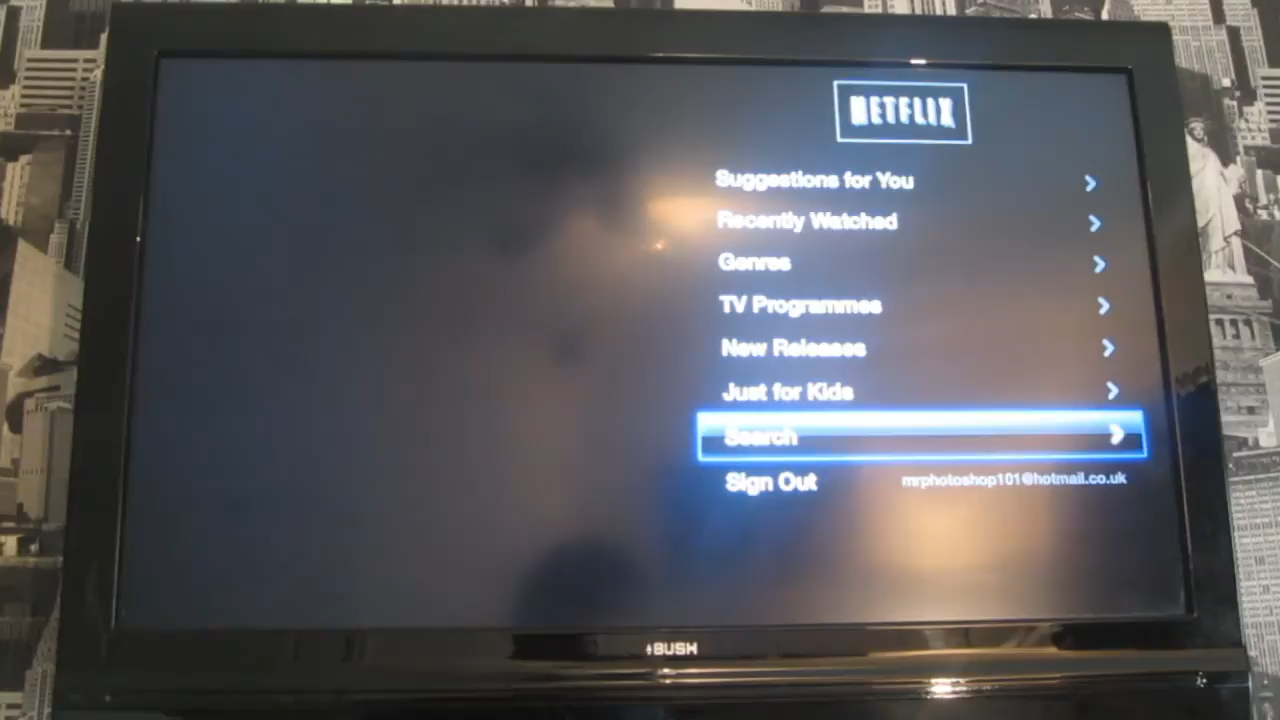 NETFLIX
Suggestions for You
Recently Watched
Genres
TV Programmes
New Releases
Just for Kids
Search
Sign Out mrphotoshop101@hotmail.co.uk
BUSH